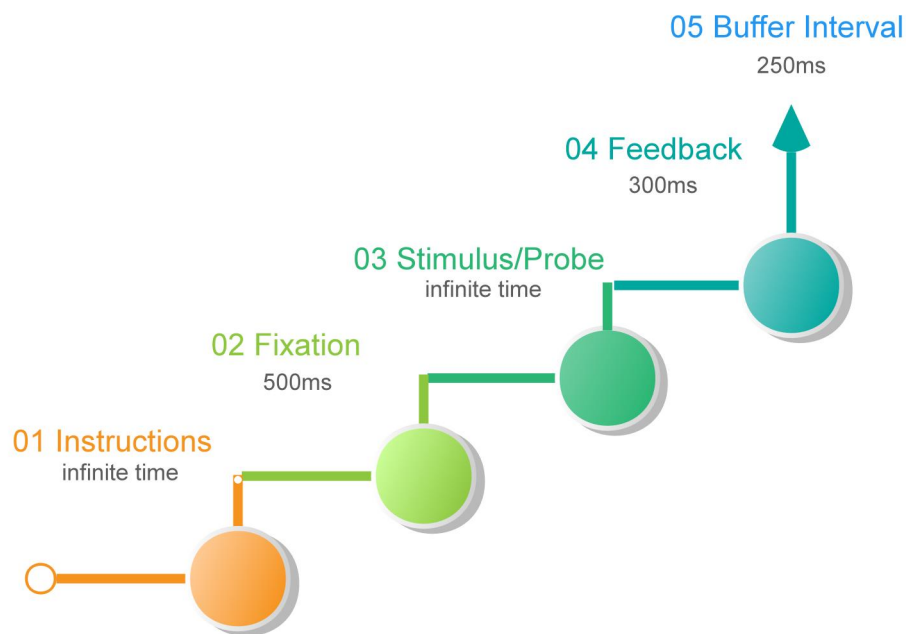 01 Instructions
infinite time
02 Fixation
500ms
03 Stimulus/Probe
infinite time
04 Feedback
300ms
05 Buffer Interval
250ms